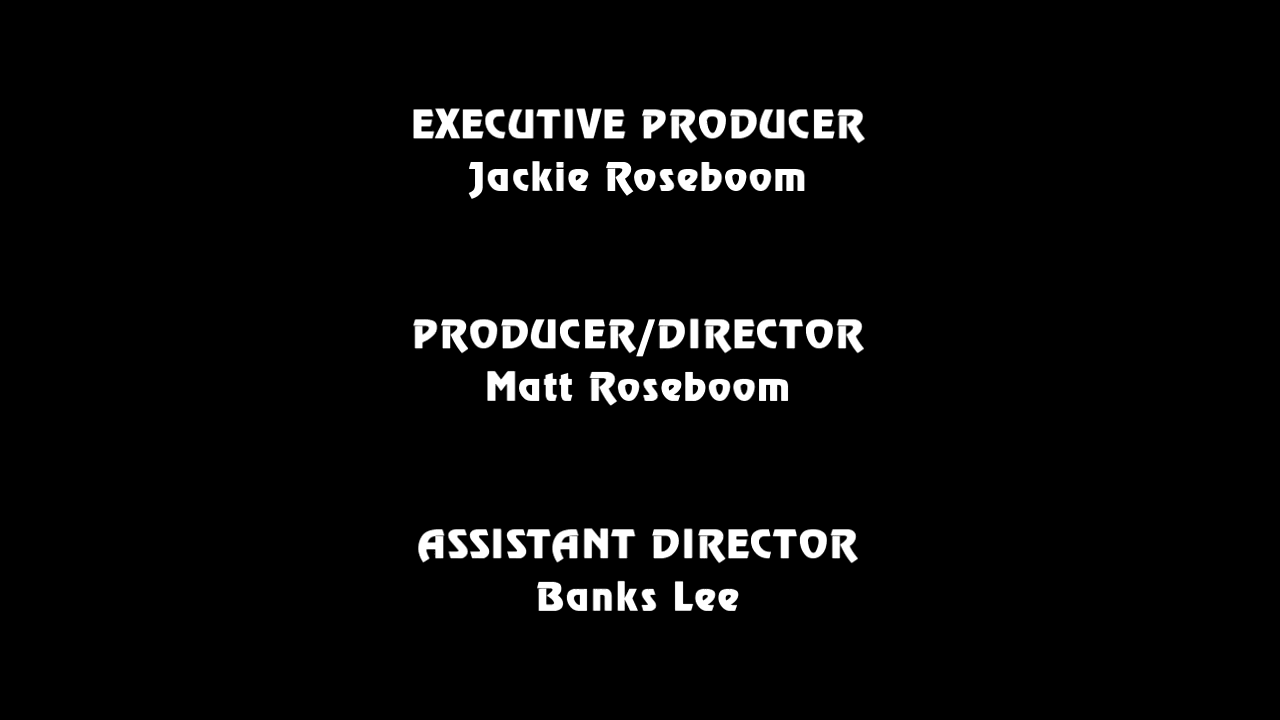 EXECUTIVE PRODUCER
Jackie Roseboom
PRODUCER/DIRECTOR
Matt Roseboom
ASSISTANT DIRECTOR
Banks Lee